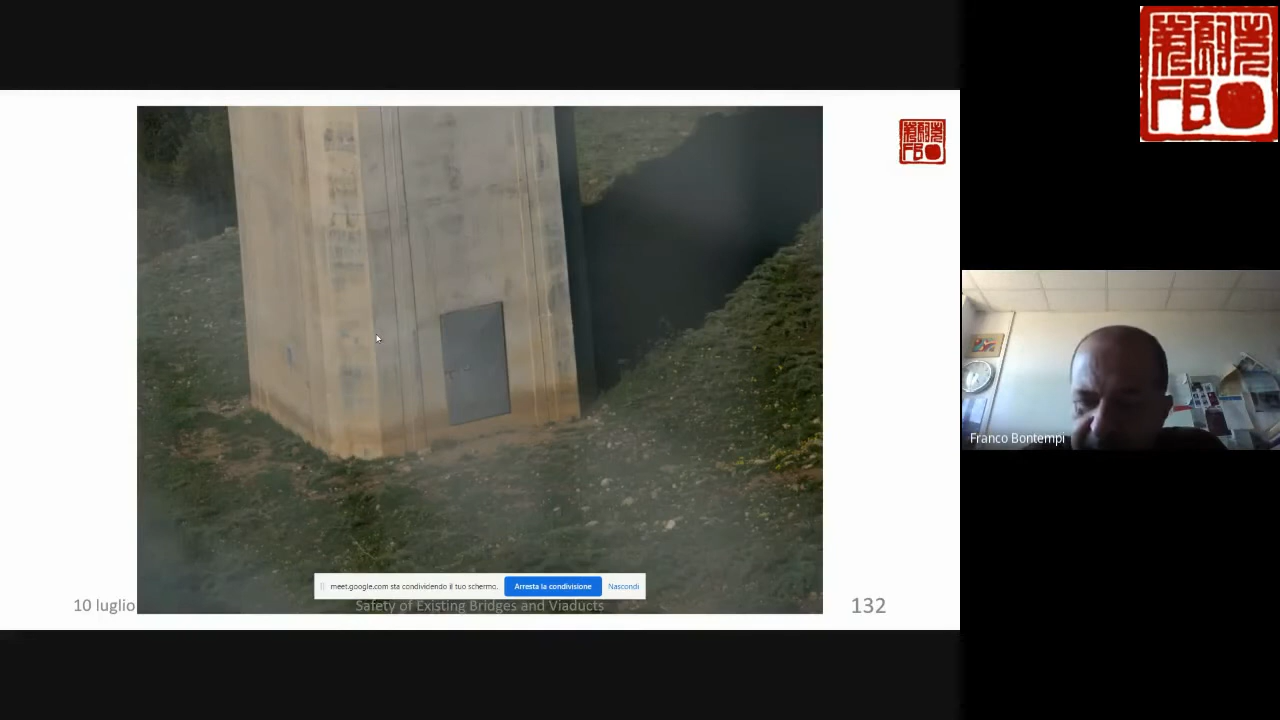 meet.google.com sta condividendo il tuo schermo.
Arresta la condivisione
Nascondi
10 luglio
Safety of Existing Bridges and Viaducts
132
Franco Bontempi
FB